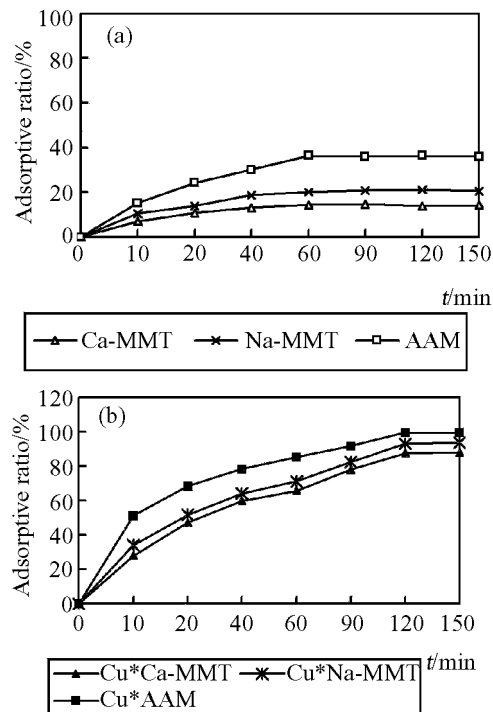 100
(a)
80
60
40
20
0
Adsorptive ratio/%
0 10 20 40 60 90 120 150
t/min
Ca-MMT Na-MMT AAM
120
(b)
100
80
60
40
20
0
Adsorptive ratio/%
0 10 20 40 60 90 120 150
t/min
Cu*Ca-MMT Cu*Na-MMT
Cu*AAM